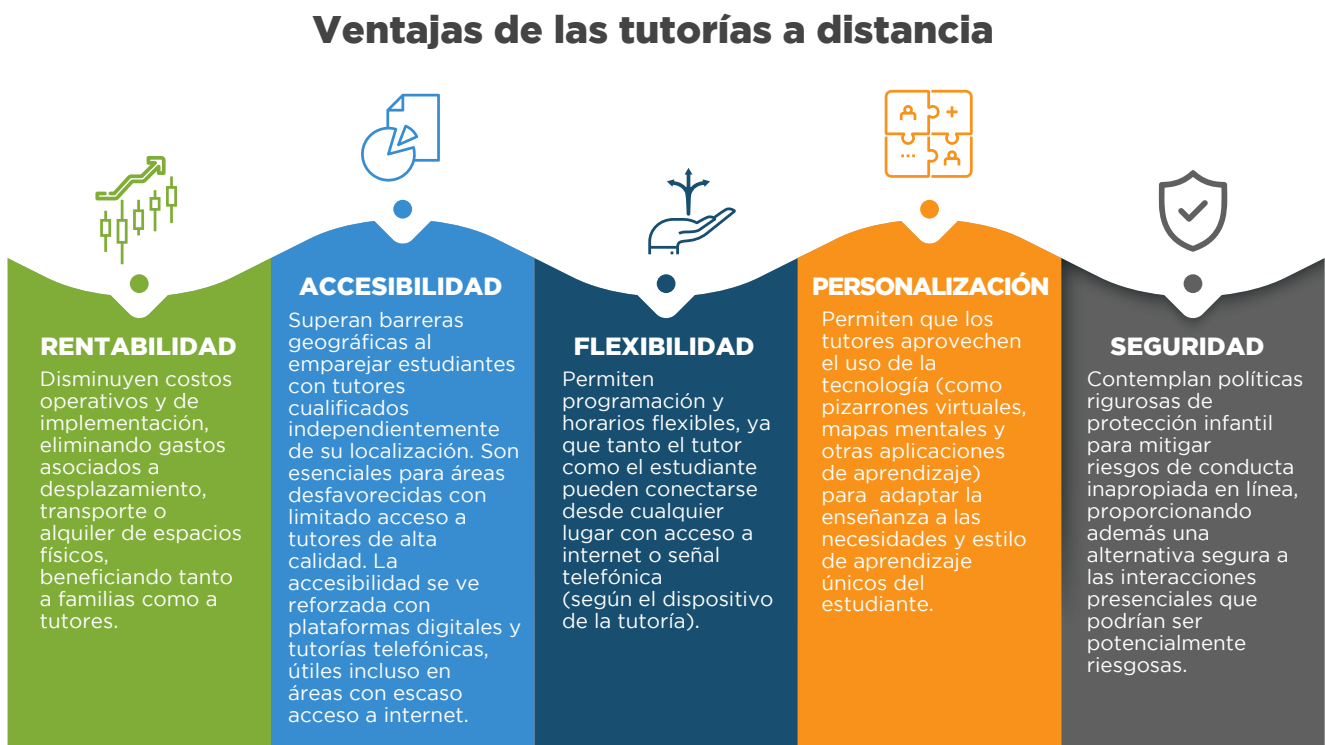 Ventajas de las tutorías a distancia
RENTABILIDAD
Disminuyen costos
operativos y de
implementación,
eliminando gastos
asociados a
desplazamiento,
transporte o
alquiler de espacios
físicos,
beneficiando tanto
a familias como a
tutores.
ACCESIBILIDAD
Superan barreras
geográficas al
emparejar estudiantes
con tutores
cualificados
independientemente
de su localización. Son
esenciales para áreas
desfavorecidas con
limitado acceso a
tutores de alta
calidad. La
accesibilidad se ve
reforzada con
plataformas digitales y
tutorías telefónicas,
útiles incluso en
áreas con escaso
acceso a internet.
FLEXIBILIDAD
Permiten
programación y
horarios flexibles, ya
que tanto el tutor
como el estudiante
pueden conectarse
desde cualquier
lugar con acceso a
internet o señal
telefónica
(según el dispositivo
de la tutoría).
PERSONALIZACIÓN
Permiten que los
tutores aprovechen
el uso de la
tecnología (como
pizarrones virtuales,
mapas mentales y
otras aplicaciones
de aprendizaje)
para adaptar la
enseñanza a las
necesidades y estilo
de aprendizaje
únicos del
estudiante.
SEGURIDAD
Contemplan políticas
rigurosas de
protección infantil
para mitigar
riesgos de conducta
inapropiada en línea,
proporcionando
además una
alternativa segura a
las interacciones
presenciales que
podrían ser
potencialmente
riesgosas.